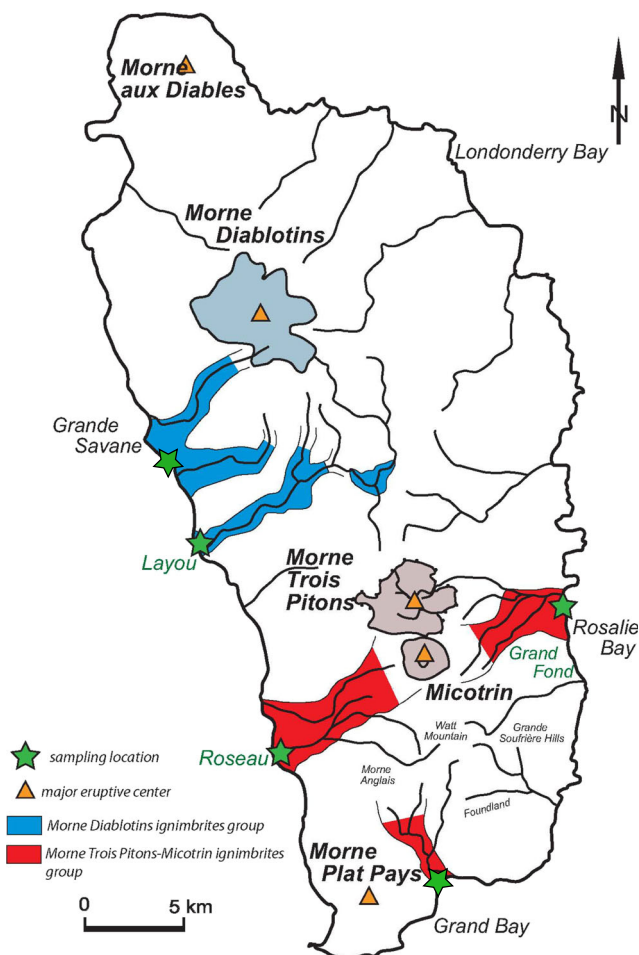 Morne
aux Diables
N
Londonderry Bay
Morne
Diablotins
Grande
Savane
Layou
Morne
Trois
Pitons
Rosalie
Bay
Grand
Fond
Micotrin
Roseau
Watt
Mountain
Grande
Soufrière Hills
Morne
Anglais
Foundland
sampling location
major eruptive center
Morne Diablotins ignimbrites group
Morne Trois Pitons-Micotrin ignimbrites
group
Morne
Plat Pays
Grand Bay
0 5 km